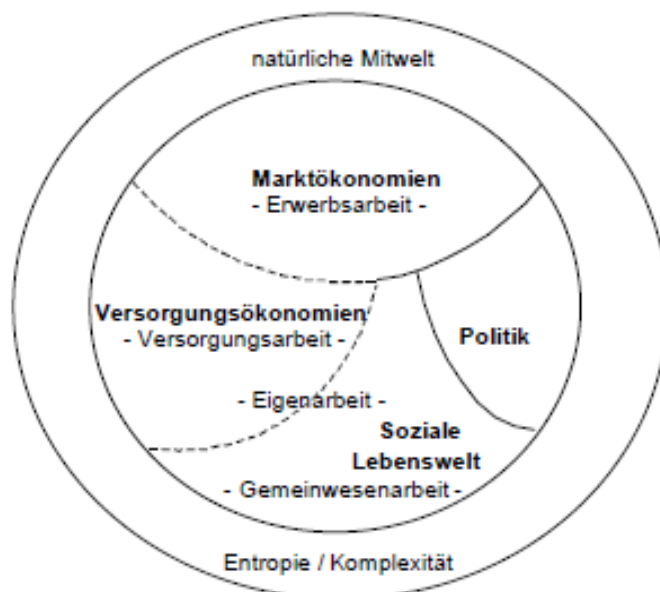 natürliche Mitwelt
Marktökonomien
- Erwerbsarbeit -
Versorgungsökonomien
- Versorgungsarbeit -
Politik
- Eigenarbeit -
Soziale
Lebenswelt
- Gemeinwesenarbeit -
Entropie / Komplexität